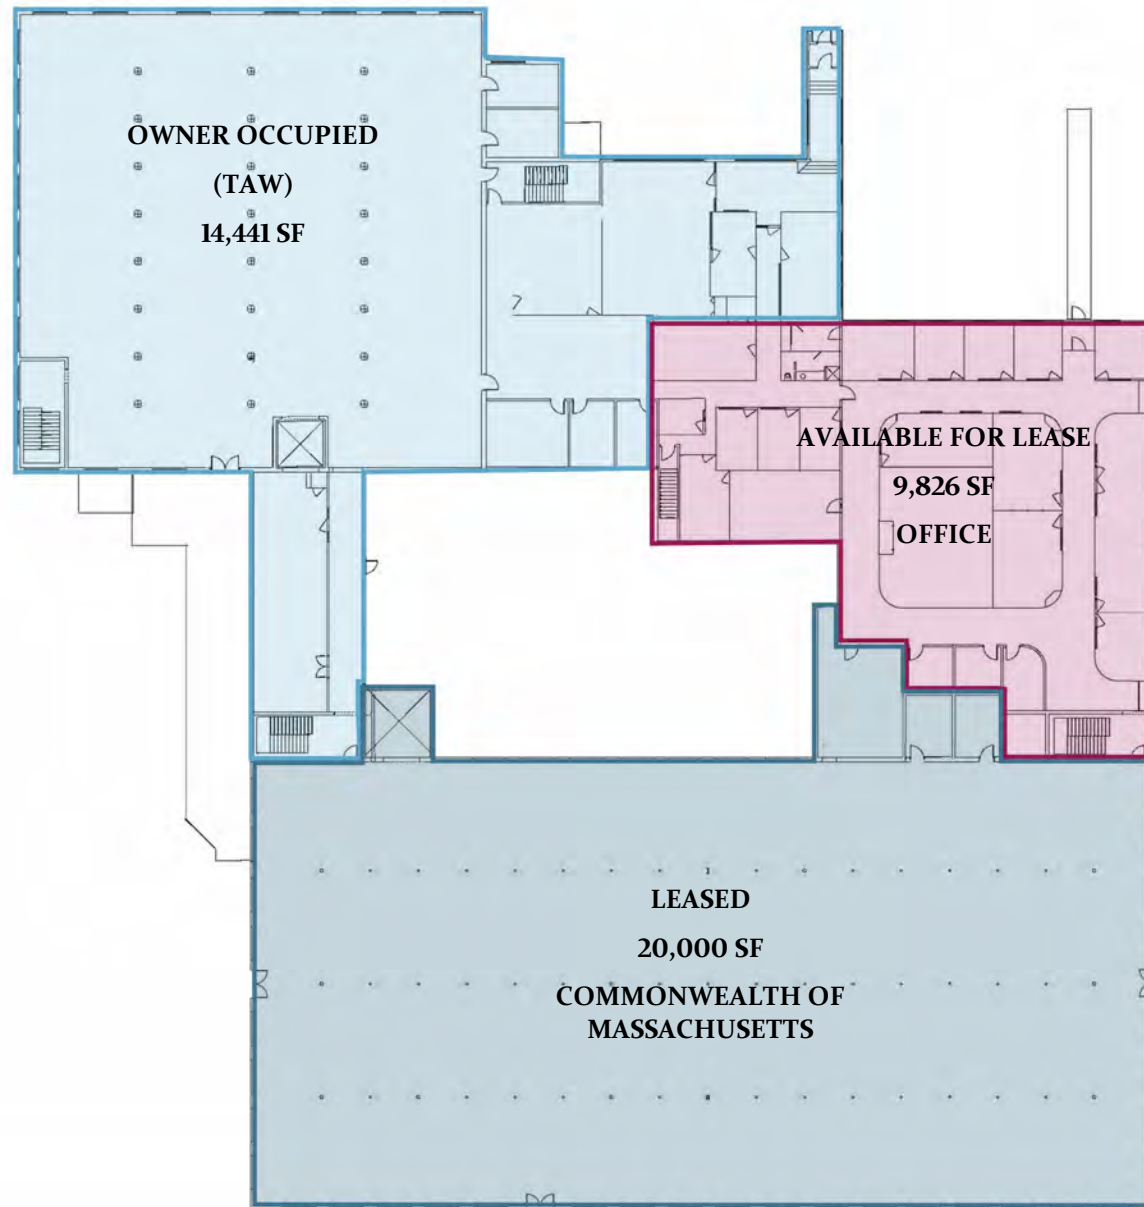 OWNER OCCUPIED
(TAW)
14,441 SF
AVAILABLE FOR LEASE
9,826 SF
OFFICE
LEASED
20,000 SF
COMMONWEALTH OF
MASSACHUSETTS